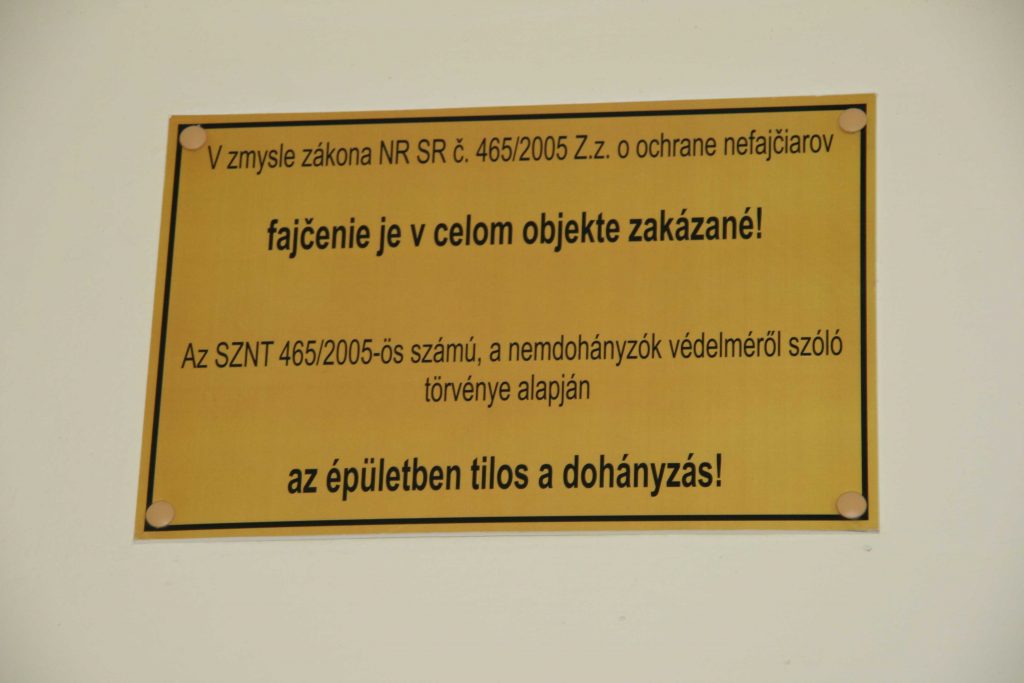 V zmysle zákona NR SR č. 465/2005 Z.z. o ochrane nefajčiarov
fajčenie je v celom objekte zakázané!
Az SZNT 465/2005-ös számú, a nemdohányzók védelméről szóló
törvénye alapján
az épületben tilos a dohányzás!